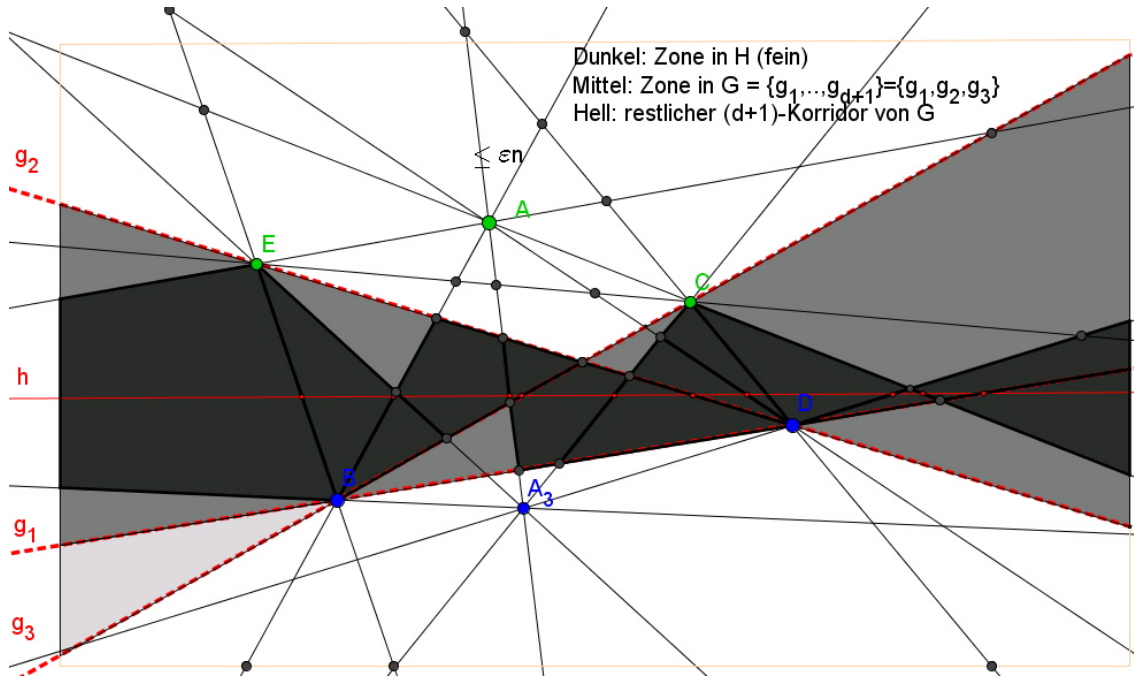 Dunkel: Zone in H (fein)
Mittel: Zone in G = {g₁,..,g_{d+1}}={g₁,g₂,g₃}
Hell: restlicher (d+1)-Korridor von G
≤ εn
g₂
A
E
C
h
D
B
A₃
g₁
g₃